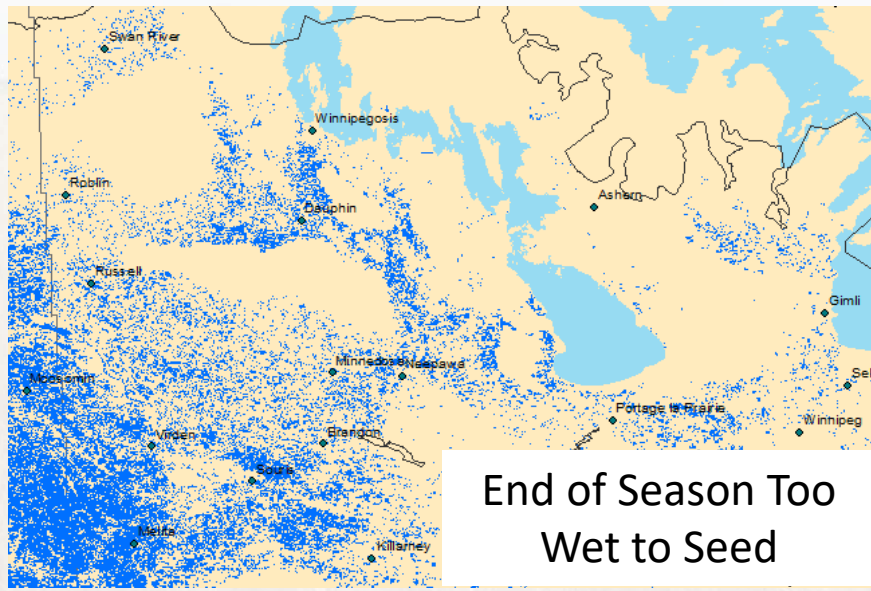 Swan River
Winnipegosis
Roblin
Ashern
Dauphin
Russell
Gimli
Minnedosa
Neepawa
Moosomin
Sel
Portage la Prairie
Winnipeg
Virden
Brandon
Souris
Melita
Killarney
End of Season Too
Wet to Seed